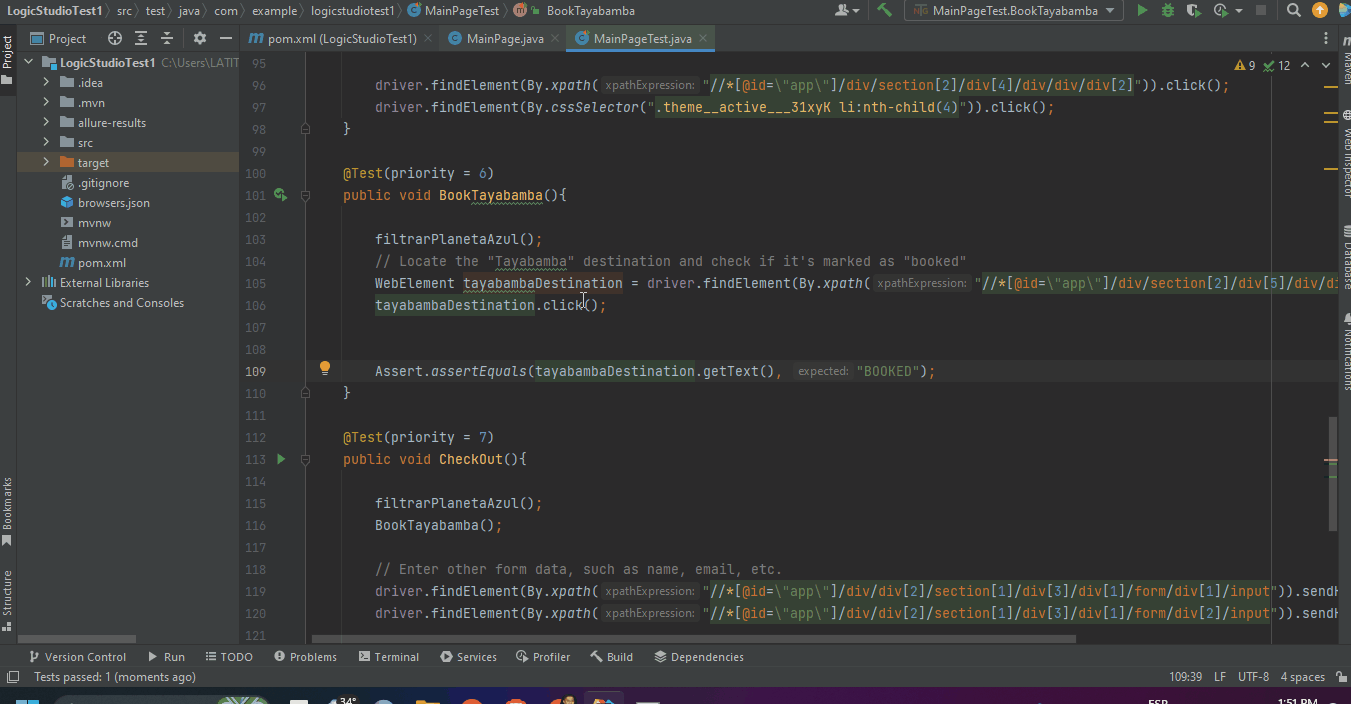 LogicStudioTest1 › src › test › java › com › example › logicstudiotest1 › MainPageTest › BookTayabamba
MainPageTest.BookTayabamba
Project
pom.xml (LogicStudioTest1)
MainPage.java
MainPageTest.java
LogicStudioTest1 C:\Users\LATIT
.idea
.mvn
allure-results
src
target
.gitignore
browsers.json
mvnw
mvnw.cmd
pom.xml
External Libraries
Scratches and Consoles
Project
Bookmarks
Structure
9 12
95
96 driver.findElement(By.xpath( xpathExpression: "//*[@id=\"app\"]/div/section[2]/div[4]/div/div/div[2]")).click();
97 driver.findElement(By.cssSelector(".theme__active___31xyK li:nth-child(4)")).click();
98 }
99
100 @Test(priority = 6)
101 public void BookTayabamba(){
102
103 filtrarPlanetaAzul();
104 // Locate the "Tayabamba" destination and check if it's marked as "booked"
105 WebElement tayabambaDestination = driver.findElement(By.xpath( xpathExpression: "//*[@id=\"app\"]/div/section[2]/div[5]/div/di
106 tayabambaDestination.click();
107
108
109 Assert.assertEquals(tayabambaDestination.getText(), expected: "BOOKED");
110 }
111
112 @Test(priority = 7)
113 public void CheckOut(){
114
115 filtrarPlanetaAzul();
116 BookTayabamba();
117
118 // Enter other form data, such as name, email, etc.
119 driver.findElement(By.xpath( xpathExpression: "//*[@id=\"app\"]/div/div[2]/section[1]/div[3]/div[1]/form/div[1]/input")).send
120 driver.findElement(By.xpath( xpathExpression: "//*[@id=\"app\"]/div/div[2]/section[1]/div[3]/div[1]/form/div[2]/input")).send
121
Maven
Web Inspector
Database
Notifications
Version Control
Run
TODO
Problems
Terminal
Services
Profiler
Build
Dependencies
Tests passed: 1 (moments ago)
109:39 LF UTF-8 4 spaces
34°
ESP
1:51 PM